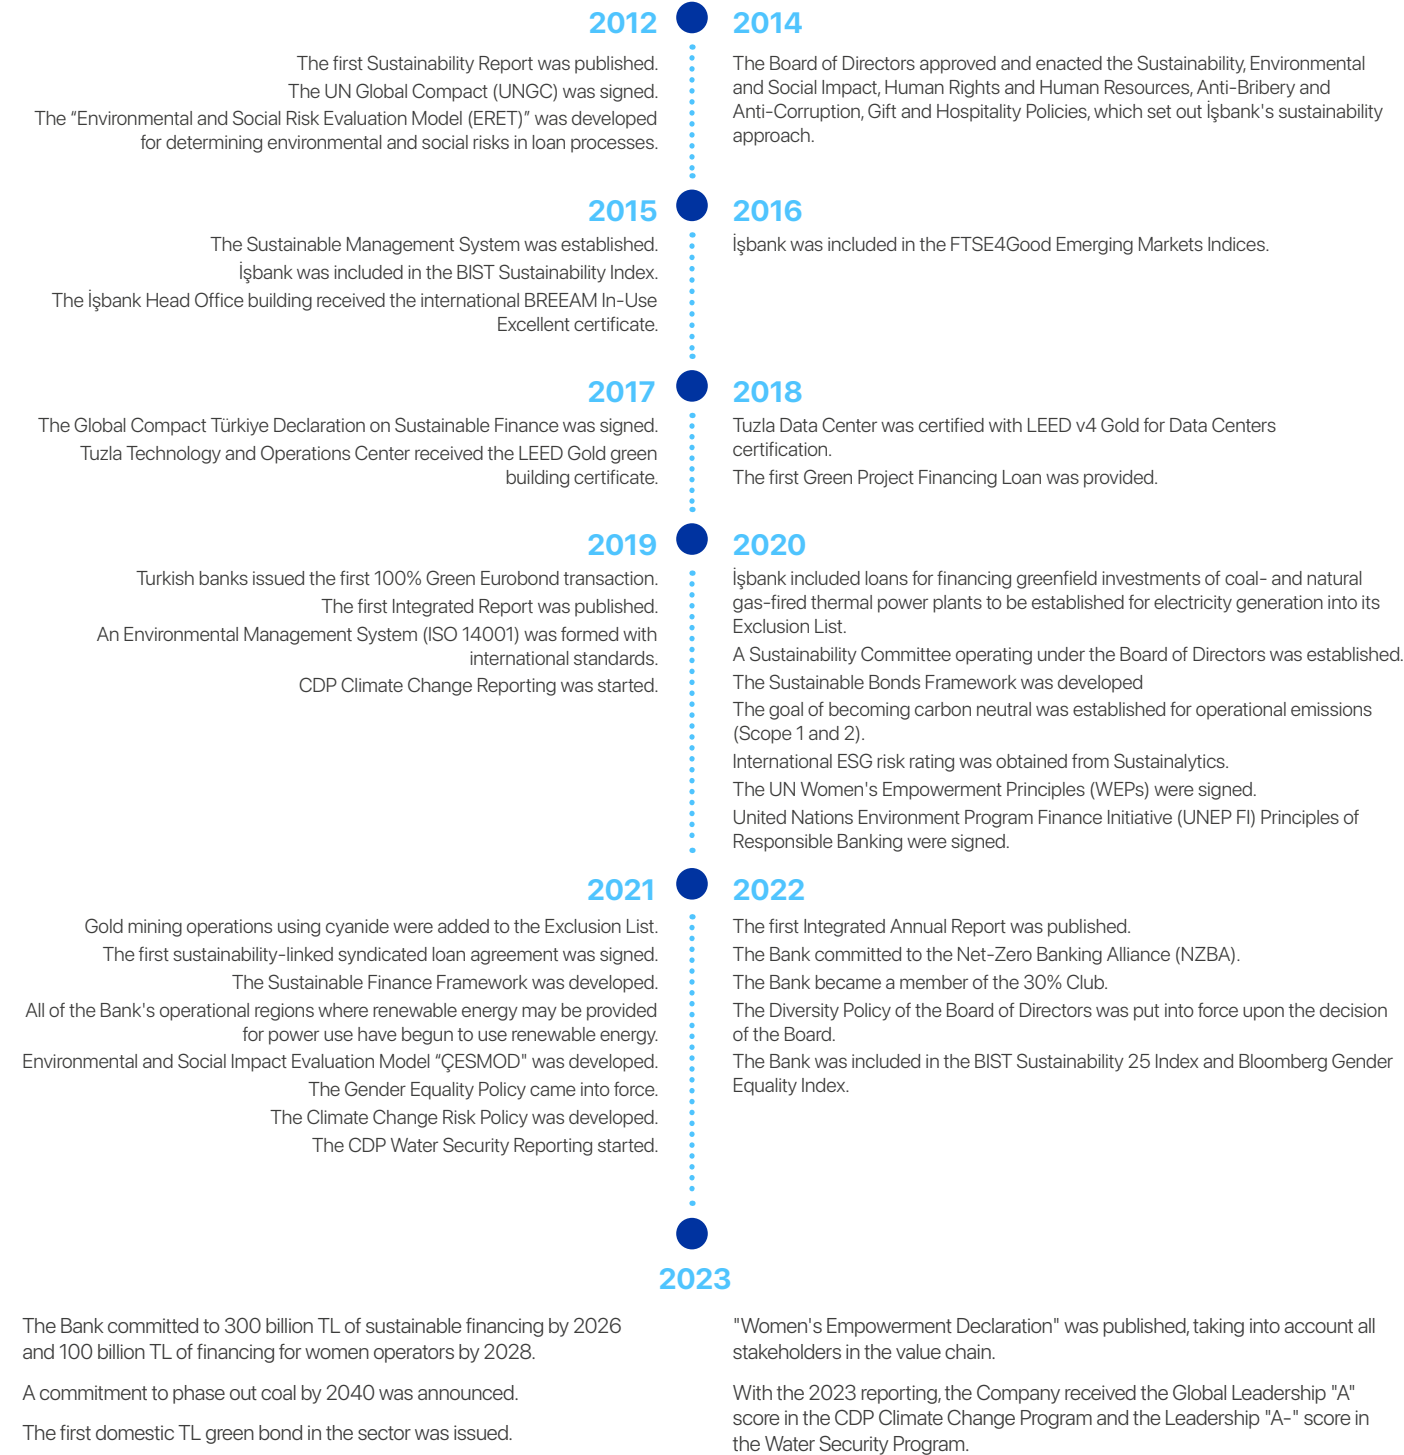 2012
The first Sustainability Report was published.
The UN Global Compact (UNGC) was signed.
The “Environmental and Social Risk Evaluation Model (ERET)” was developed
for determining environmental and social risks in loan processes.
2014
The Board of Directors approved and enacted the Sustainability, Environmental
and Social Impact, Human Rights and Human Resources, Anti-Bribery and
Anti-Corruption, Gift and Hospitality Policies, which set out İşbank's sustainability
approach.
2015
The Sustainable Management System was established.
İşbank was included in the BIST Sustainability Index.
The İşbank Head Office building received the international BREEAM In-Use
Excellent certificate.
2016
İşbank was included in the FTSE4Good Emerging Markets Indices.
2017
The Global Compact Türkiye Declaration on Sustainable Finance was signed.
Tuzla Technology and Operations Center received the LEED Gold green
building certificate.
2018
Tuzla Data Center was certified with LEED v4 Gold for Data Centers
certification.
The first Green Project Financing Loan was provided.
2019
Turkish banks issued the first 100% Green Eurobond transaction.
The first Integrated Report was published.
An Environmental Management System (ISO 14001) was formed with
international standards.
CDP Climate Change Reporting was started.
2020
İşbank included loans for financing greenfield investments of coal- and natural
gas-fired thermal power plants to be established for electricity generation into its
Exclusion List.
A Sustainability Committee operating under the Board of Directors was established.
The Sustainable Bonds Framework was developed
The goal of becoming carbon neutral was established for operational emissions
(Scope 1 and 2).
International ESG risk rating was obtained from Sustainalytics.
The UN Women's Empowerment Principles (WEPs) were signed.
United Nations Environment Program Finance Initiative (UNEP FI) Principles of
Responsible Banking were signed.
2021
Gold mining operations using cyanide were added to the Exclusion List.
The first sustainability-linked syndicated loan agreement was signed.
The Sustainable Finance Framework was developed.
All of the Bank's operational regions where renewable energy may be provided
for power use have begun to use renewable energy.
Environmental and Social Impact Evaluation Model “ÇESMOD" was developed.
The Gender Equality Policy came into force.
The Climate Change Risk Policy was developed.
The CDP Water Security Reporting started.
2022
The first Integrated Annual Report was published.
The Bank committed to the Net-Zero Banking Alliance (NZBA).
The Bank became a member of the 30% Club.
The Diversity Policy of the Board of Directors was put into force upon the decision
of the Board.
The Bank was included in the BIST Sustainability 25 Index and Bloomberg Gender
Equality Index.
2023
The Bank committed to 300 billion TL of sustainable financing by 2026
and 100 billion TL of financing for women operators by 2028.
A commitment to phase out coal by 2040 was announced.
The first domestic TL green bond in the sector was issued.
"Women's Empowerment Declaration" was published, taking into account all
stakeholders in the value chain.
With the 2023 reporting, the Company received the Global Leadership "A"
score in the CDP Climate Change Program and the Leadership "A-" score in
the Water Security Program.